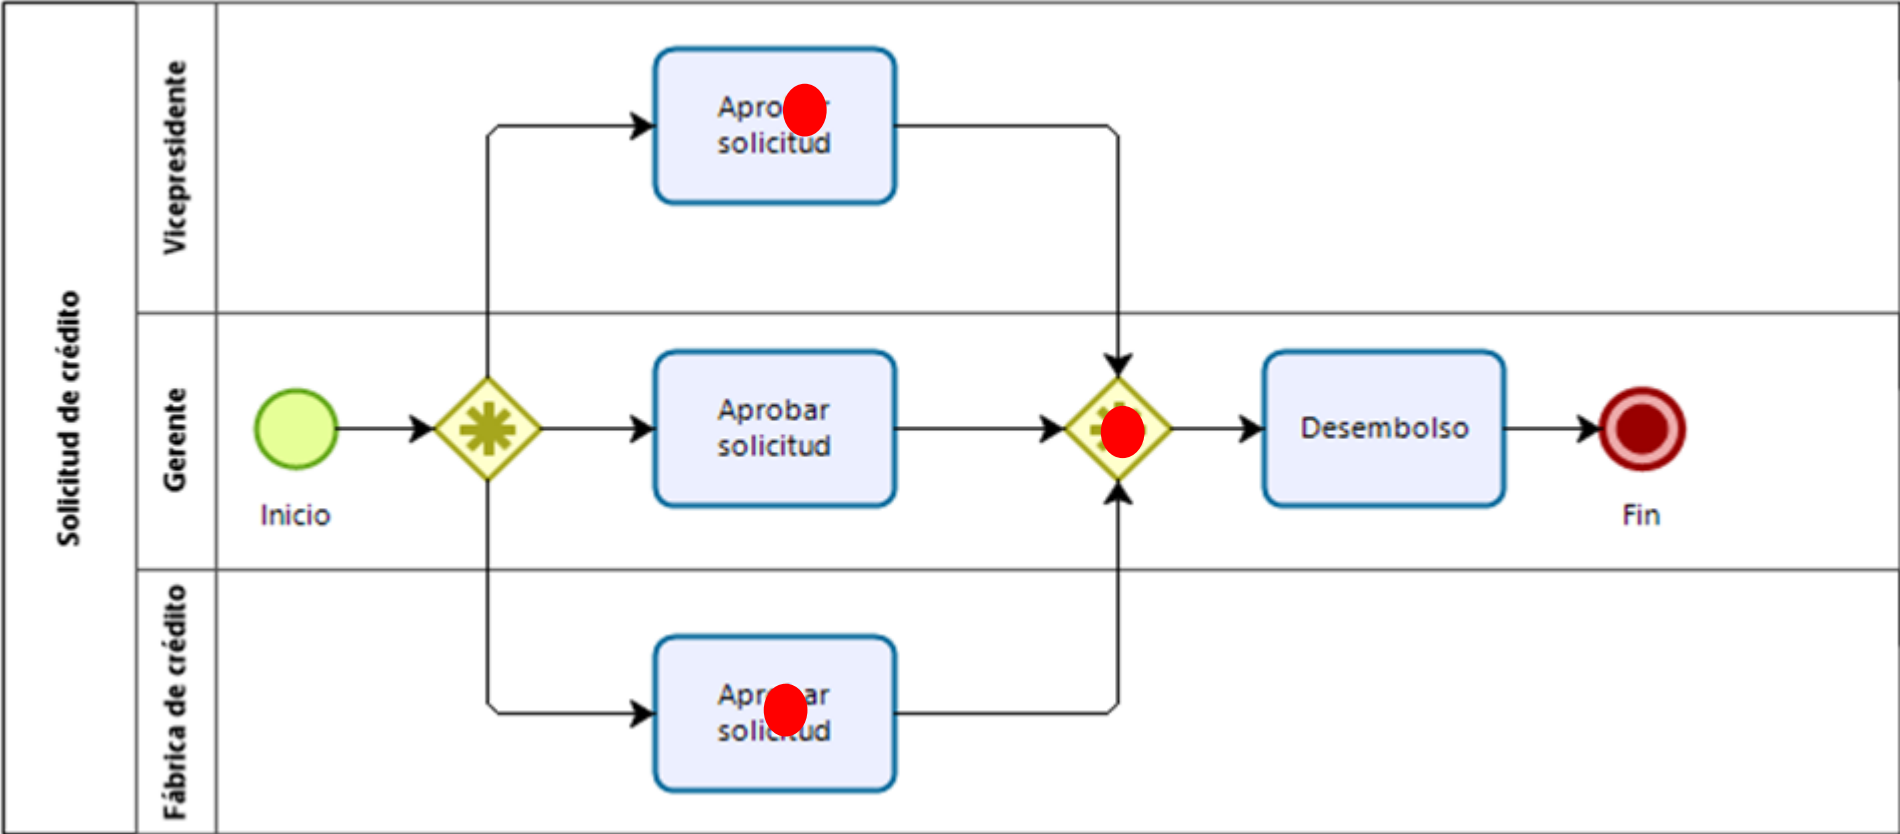 Solicitud de crédito
Vicepresidente
solicitud
Gerente
Inicio
Aprobar
solicitud
Desembolso
Fin
Fábrica de crédito